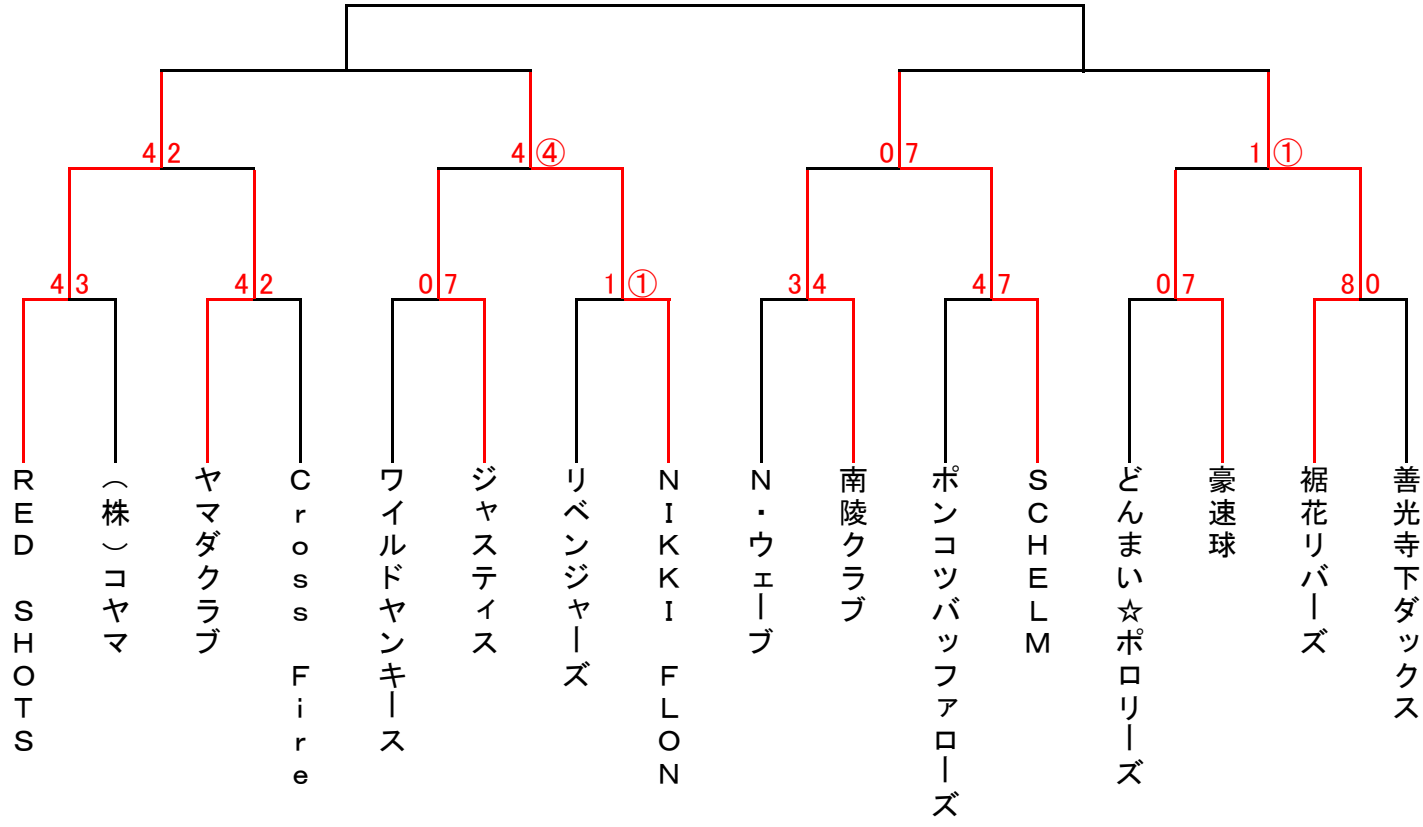 4 2
4 ④
0 7
1 ①
4 3
4 2
0 7
1 ①
3 4
4 7
0 7
8 0
RED SHOTS
（株）コヤマ
ヤマダクラブ
Cross Fire
ワイルドヤンキース
ジャスティス
リベンジャーズ
NIKKI FLON
N・ウェーブ
南陵クラブ
ポンコツバッファローズ
SCHELM
どんまい☆ポロリーズ
豪速球
裾花リバーズ
善光寺下ダックス